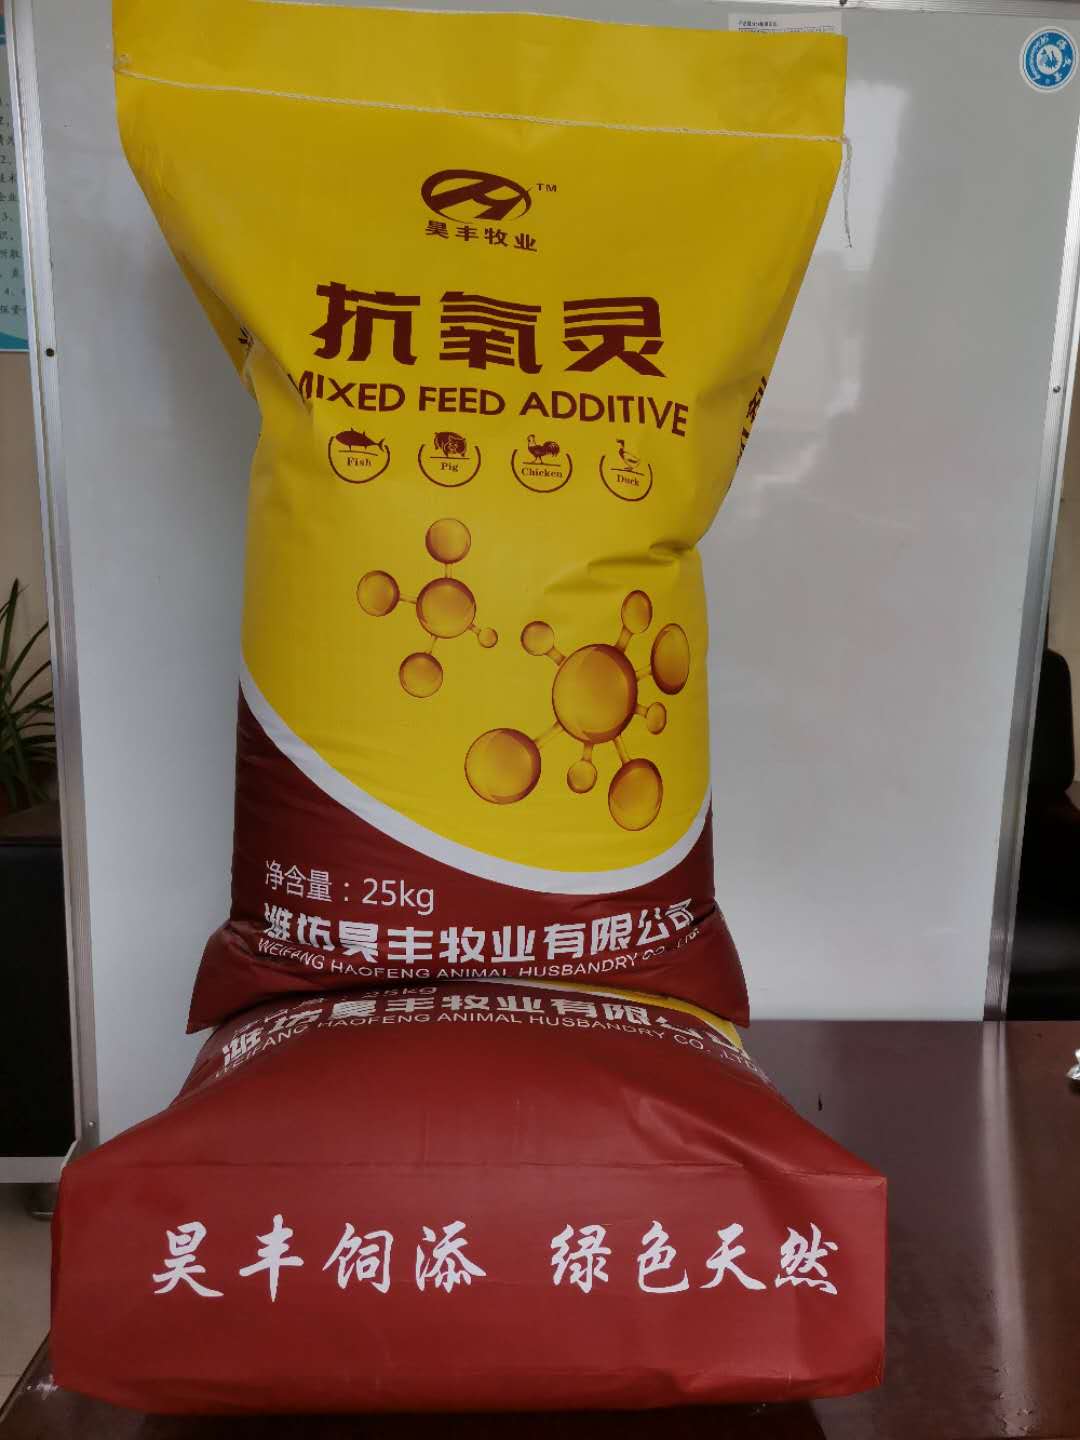 TM
昊丰牧业
抗氧灵
MIXED FEED ADDITIVE
Fish
Pig
Chicken
Duck
净含量：25kg
潍坊昊丰牧业有限公司
WEIFANG HAOFENG ANIMAL HUSBANDRY CO., LTD.
25kg
潍坊昊丰牧业有限公司
WEIFANG HAOFENG ANIMAL HUSBANDRY CO., LTD
昊丰饲添 绿色天然